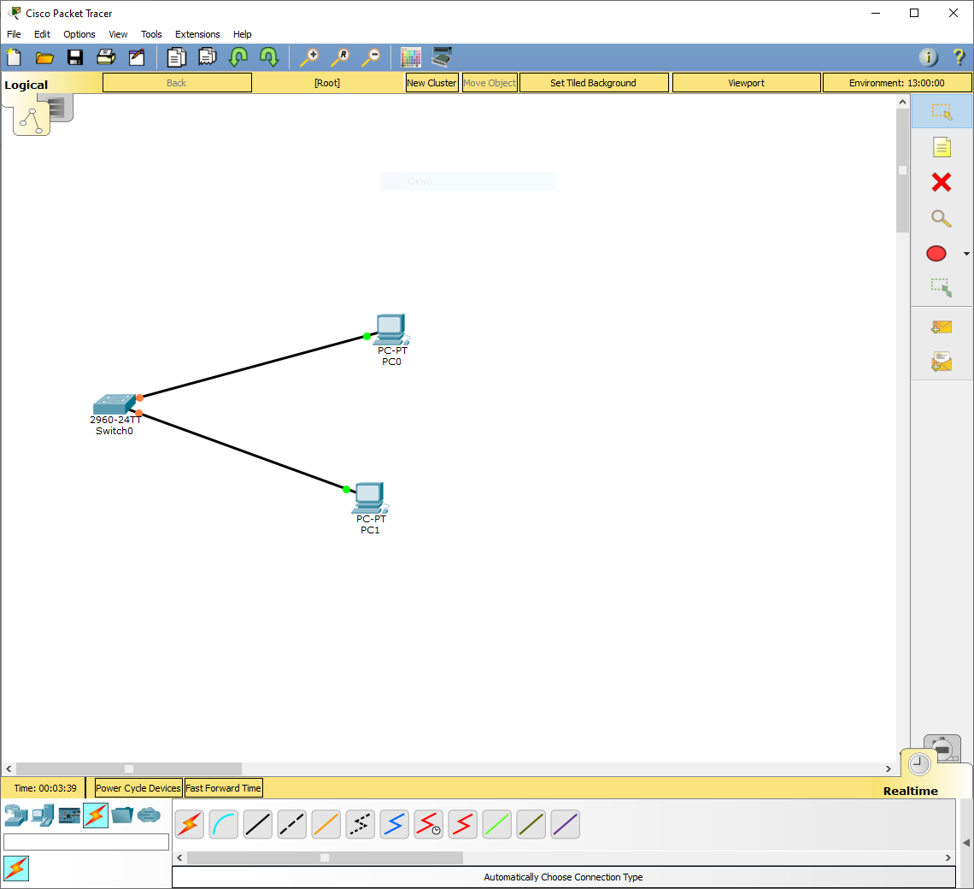 Cisco Packet Tracer
File Edit Options View Tools Extensions Help
Logical Back [Root] New Cluster Move Object Set Tiled Background Viewport Environment: 13:00:00
Окно
PC-PT
PC0
2960-24TT
Switch0
PC-PT
PC1
Time: 00:03:39 Power Cycle Devices Fast Forward Time
Realtime
Automatically Choose Connection Type